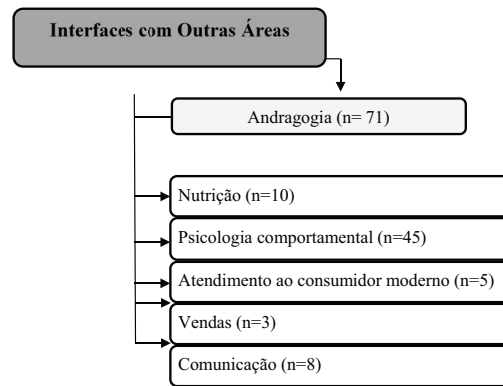 Interfaces com Outras Áreas
Andragogia (n= 71)
Nutrição (n=10)
Psicologia comportamental (n=45)
Atendimento ao consumidor moderno (n=5)
Vendas (n=3)
Comunicação (n=8)